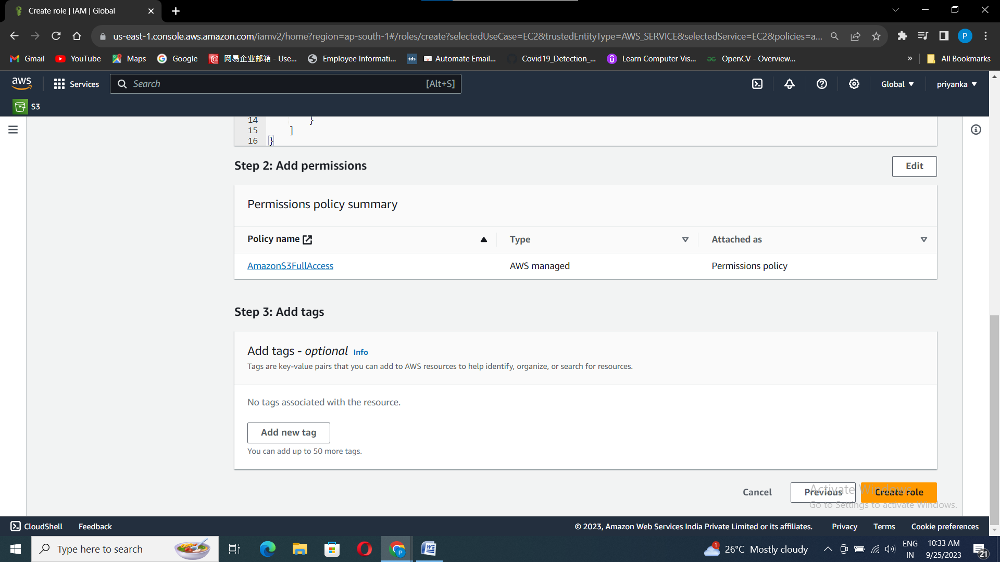 Create role | IAM | Global
us-east-1.console.aws.amazon.com/iamv2/home?region=ap-south-1#/roles/create?selectedUseCase=EC2&trustedEntityType=AWS_SERVICE&selectedService=EC2&policies=a...
P
Gmail YouTube Maps Google 网易企业邮箱 - Use... Employee Informati... tds Automate Email... Covid19_Detection_... Learn Computer Vis... OpenCV - Overview... » All Bookmarks
aws Services Search [Alt+S] Global priyanka
S3
14 }
15 ]
16 }
Step 2: Add permissions
Edit
Permissions policy summary
Policy name Type Attached as
AmazonS3FullAccess AWS managed Permissions policy
Step 3: Add tags
Add tags - optional Info
Tags are key-value pairs that you can add to AWS resources to help identify, organize, or search for resources.
No tags associated with the resource.
Add new tag
You can add up to 50 more tags.
Cancel Previous Create role
Activate Windows
Go to Settings to activate Windows.
CloudShell Feedback © 2023, Amazon Web Services India Private Limited or its affiliates. Privacy Terms Cookie preferences
Type here to search 1 26°C Mostly cloudy ENG 10:33 AM
IN 9/25/2023 21